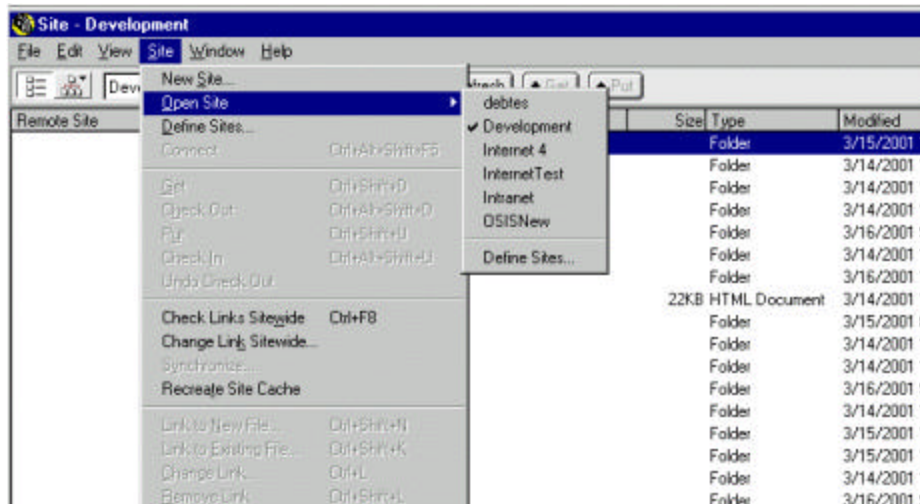 Site - Development
File Edit View Site Window Help
Remote Site
New Site...
Open Site
Define Sites...
Connect Ctrl+Alt+Shift+F5
Get Ctrl+Shift+D
Check Out Ctrl+Alt+Shift+D
Put Ctrl+Shift+U
Check In Ctrl+Alt+Shift+U
Undo Check Out
Check Links Sitewide Ctrl+F8
Change Link Sitewide...
Synchronize...
Recreate Site Cache
Link to New File... Ctrl+Shift+N
Link to Existing File... Ctrl+Shift+K
Change Link... Ctrl+L
Remove Link Ctrl+Shift+L
debtes
Development
Internet 4
InternetTest
Intranet
OSISNew
Define Sites...
Get Put
Size Type Modified
Folder 3/15/2001
Folder 3/14/2001
Folder 3/14/2001
Folder 3/14/2001
Folder 3/16/2001
Folder 3/14/2001
Folder 3/16/2001
22KB HTML Document 3/14/2001
Folder 3/15/2001
Folder 3/14/2001
Folder 3/14/2001
Folder 3/16/2001
Folder 3/14/2001
Folder 3/15/2001
Folder 3/15/2001
Folder 3/14/2001
Folder 3/16/2001